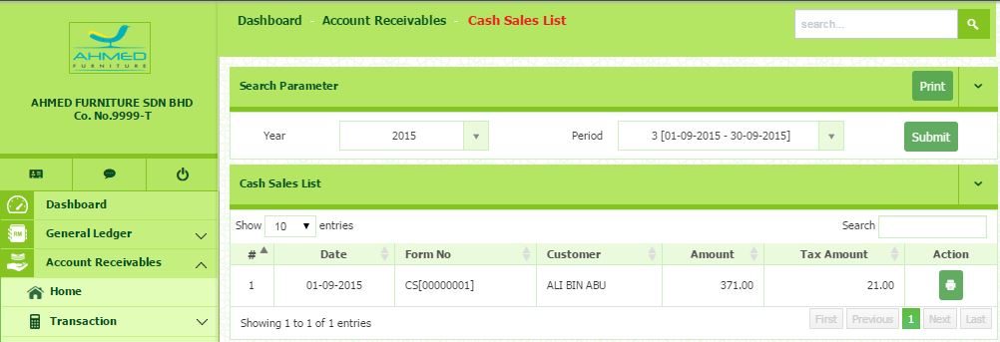 AHMED
FURNITURE
AHMED FURNITURE SDN BHD
Co. No.9999-T
Dashboard
General Ledger
RM
Account Receivables
Home
Transaction
Dashboard - Account Receivables - Cash Sales List
search...
Search Parameter Print
Year 2015 Period 3 [01-09-2015 - 30-09-2015] Submit
Cash Sales List
Show 10 entries Search
# Date Form No Customer Amount Tax Amount Action
1 01-09-2015 CS[00000001] ALI BIN ABU 371.00 21.00
Showing 1 to 1 of 1 entries First Previous 1 Next Last